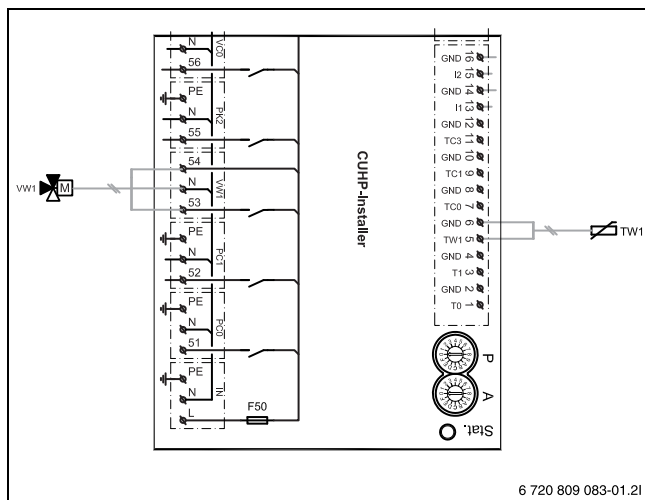 N
VC0
56
PE
N
PK2
55
54
N
VW1
53
PE
N
PC1
52
PE
N
PC0
51
PE
N
IN
L
F50
VW1
M
CUHP-Installer
GND 16
I2 15
GND 14
I1 13
GND 12
TC3 11
GND 10
TC1 9
GND 8
TC0 7
GND 6
TW1 5
GND 4
T1 3
GND 2
T0 1
TW1
P
A
Stat.
6 720 809 083-01.2I